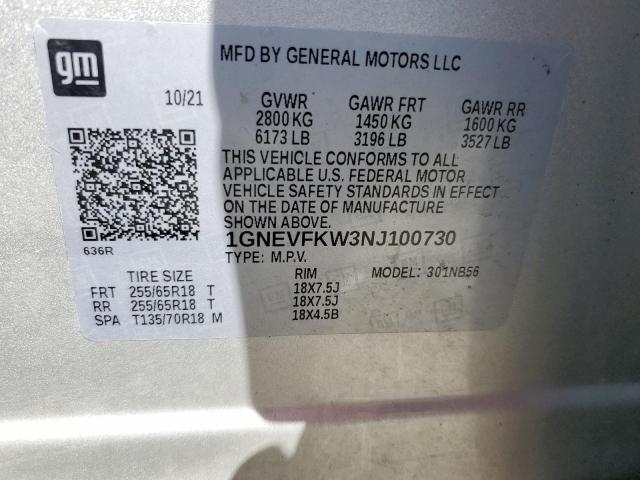 gm
MFD BY GENERAL MOTORS LLC
10/21
GVWR GAWR FRT GAWR RR
2800 KG 1450 KG 1600 KG
6173 LB 3196 LB 3527 LB
THIS VEHICLE CONFORMS TO ALL
APPLICABLE U.S. FEDERAL MOTOR
VEHICLE SAFETY STANDARDS IN EFFECT
ON THE DATE OF MANUFACTURE
SHOWN ABOVE.
1GNEVFKW3NJ100730
636R
TYPE: M.P.V. MODEL: 301NB56
TIRE SIZE RIM
FRT 255/65R18 T 18X7.5J
RR 255/65R18 T 18X7.5J
SPA T135/70R18 M 18X4.5B